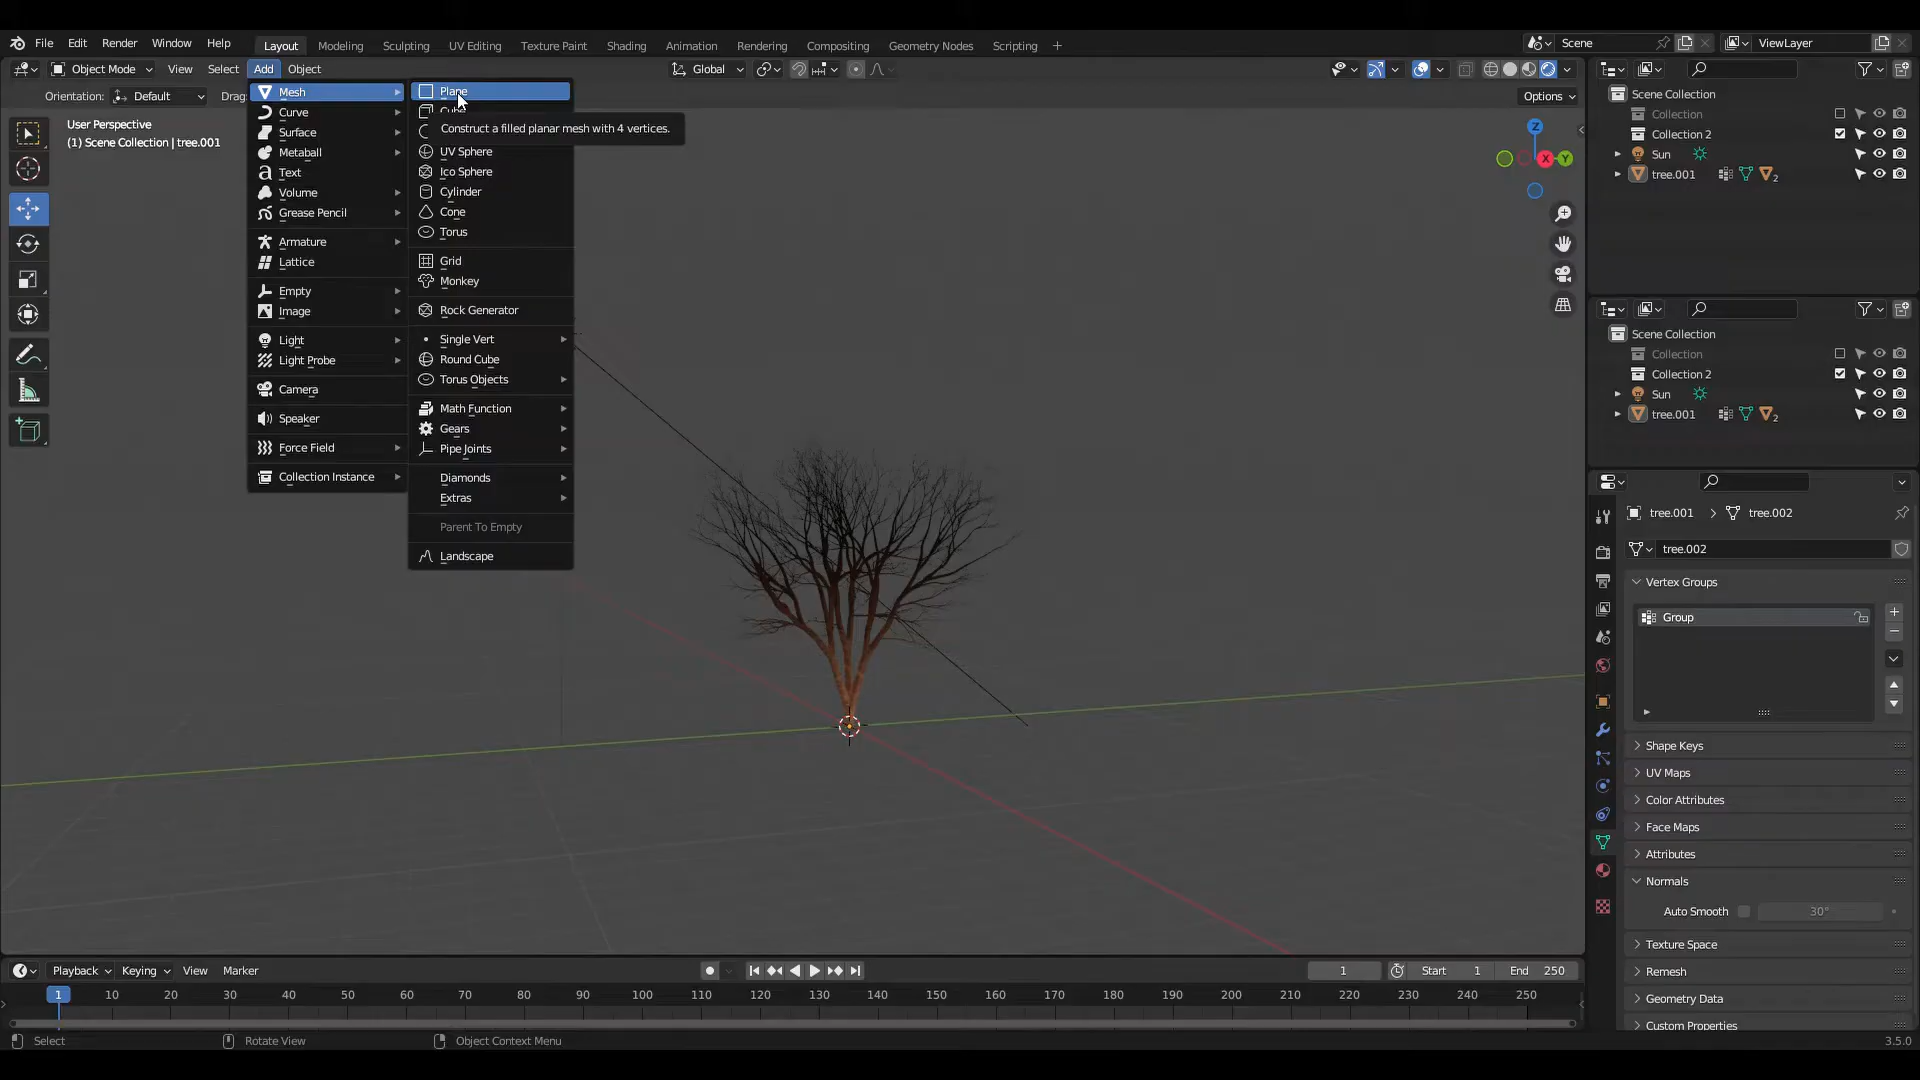 File Edit Render Window Help Layout Modeling Sculpting UV Editing Texture Paint Shading Animation Rendering Compositing Geometry Nodes Scripting + Scene ViewLayer
Object Mode View Select Add Object Global
Orientation: Default Drag: Options
User Perspective
(1) Scene Collection | tree.001
Mesh
Curve
Surface
Metaball
Text
Volume
Grease Pencil
Armature
Lattice
Empty
Image
Light
Light Probe
Camera
Speaker
Force Field
Collection Instance
Plane
Cube
Construct a filled planar mesh with 4 vertices.
UV Sphere
Ico Sphere
Cylinder
Cone
Torus
Grid
Monkey
Rock Generator
Single Vert
Round Cube
Torus Objects
Math Function
Gears
Pipe Joints
Diamonds
Extras
Parent To Empty
Landscape
Z
X Y
Scene Collection
Collection
Collection 2
Sun
tree.001 2
Scene Collection
Collection
Collection 2
Sun
tree.001 2
tree.001 > tree.002
tree.002
Vertex Groups
Group
Shape Keys
UV Maps
Color Attributes
Face Maps
Attributes
Normals
Auto Smooth 30°
Texture Space
Remesh
Geometry Data
Custom Properties
Playback Keying View Marker 1 Start 1 End 250
1 10 20 30 40 50 60 70 80 90 100 110 120 130 140 150 160 170 180 190 200 210 220 230 240 250
Select Rotate View Object Context Menu 3.5.0